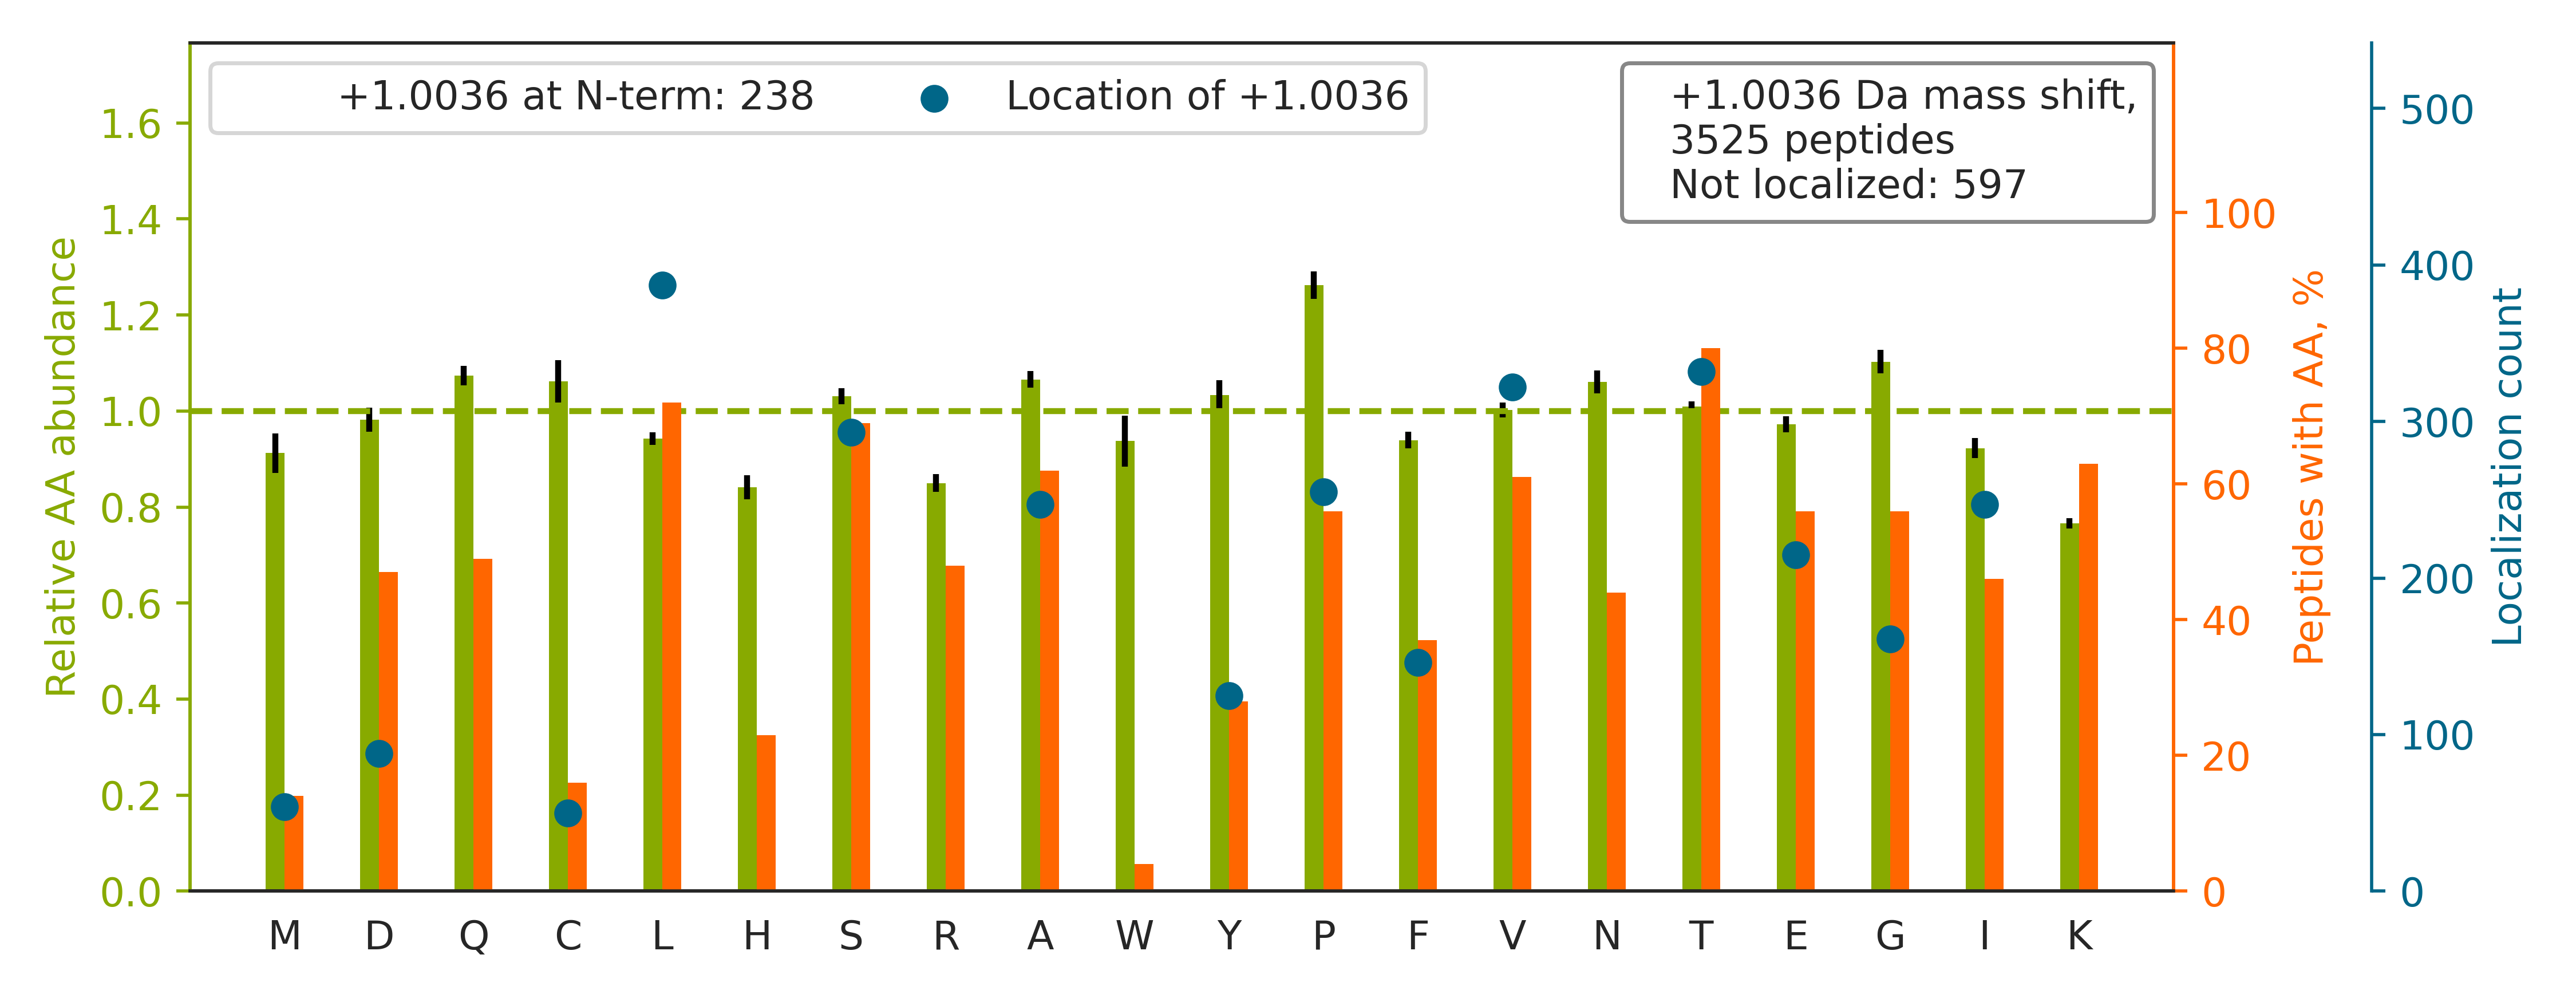 +1.0036 at N-term: 238
Location of +1.0036
+1.0036 Da mass shift,
3525 peptides
Not localized: 597
Relative AA abundance
1.6
1.4
1.2
1.0
0.8
0.6
0.4
0.2
0.0
M D Q C L H S R A W Y P F V N T E G I K
100
80
60
40
20
0
Peptides with AA, %
500
400
300
200
100
0
Localization count